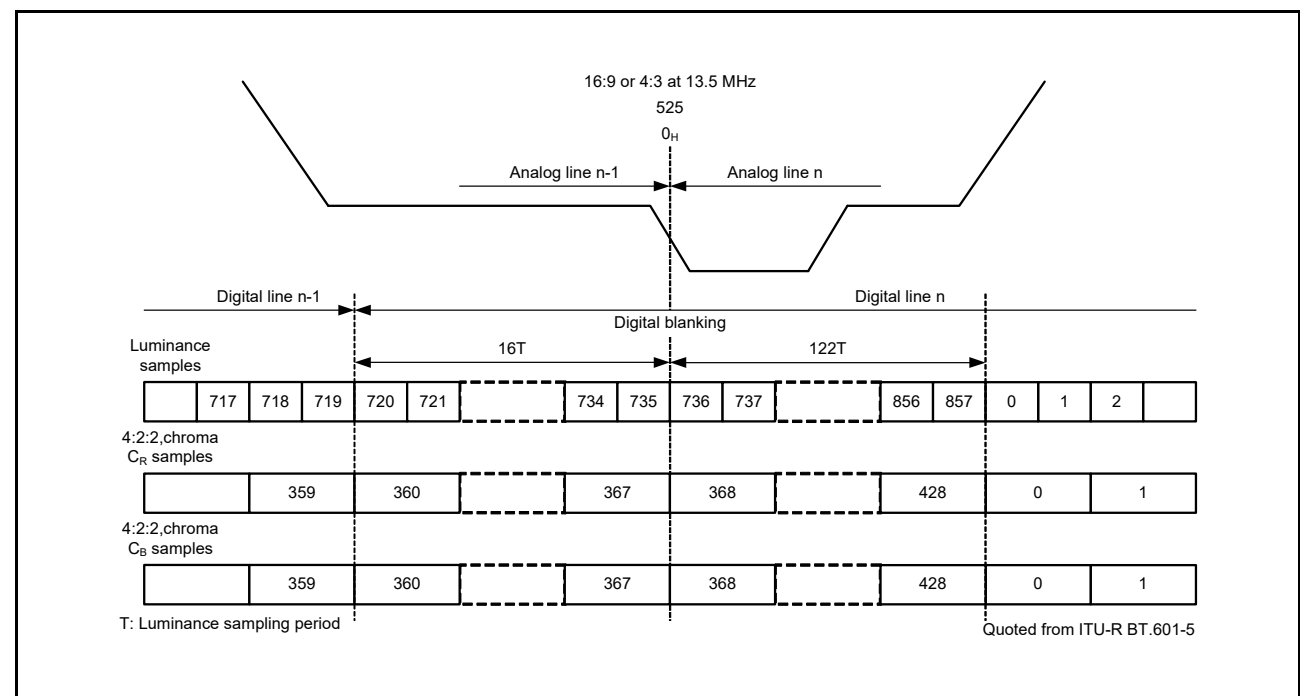 16:9 or 4:3 at 13.5 MHz
525
0H
Analog line n-1 Analog line n
Digital line n-1 Digital line n
Digital blanking
Luminance
samples
16T 122T
717 718 719 720 721 734 735 736 737 856 857 0 1 2
4:2:2,chroma
CR samples
359 360 367 368 428 0 1
4:2:2,chroma
CB samples
359 360 367 368 428 0 1
T: Luminance sampling period
Quoted from ITU-R BT.601-5